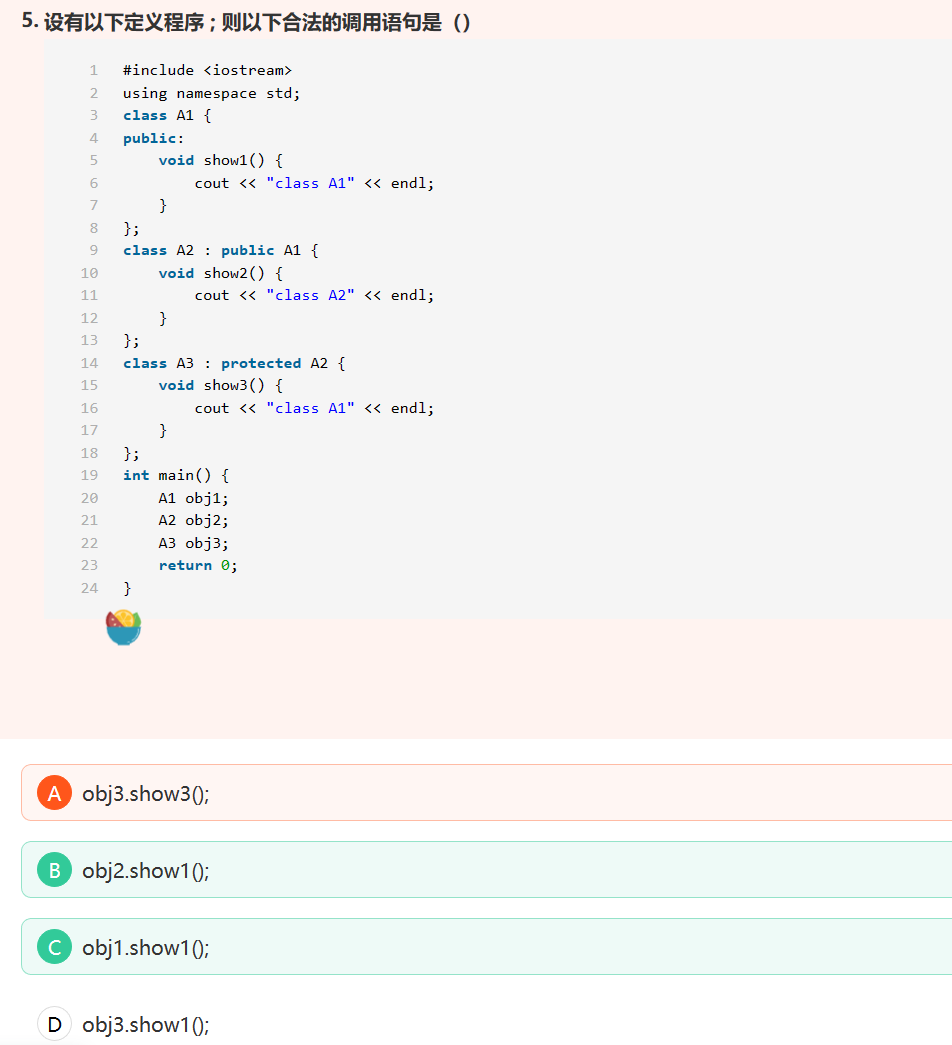 5. 设有以下定义程序 ; 则以下合法的调用语句是（）
1 #include <iostream>
2 using namespace std;
3 class A1 {
4 public:
5     void show1() {
6         cout << "class A1" << endl;
7     }
8 };
9 class A2 : public A1 {
10     void show2() {
11         cout << "class A2" << endl;
12     }
13 };
14 class A3 : protected A2 {
15     void show3() {
16         cout << "class A1" << endl;
17     }
18 };
19 int main() {
20     A1 obj1;
21     A2 obj2;
22     A3 obj3;
23     return 0;
24 }
A obj3.show3();
B obj2.show1();
C obj1.show1();
D obj3.show1();